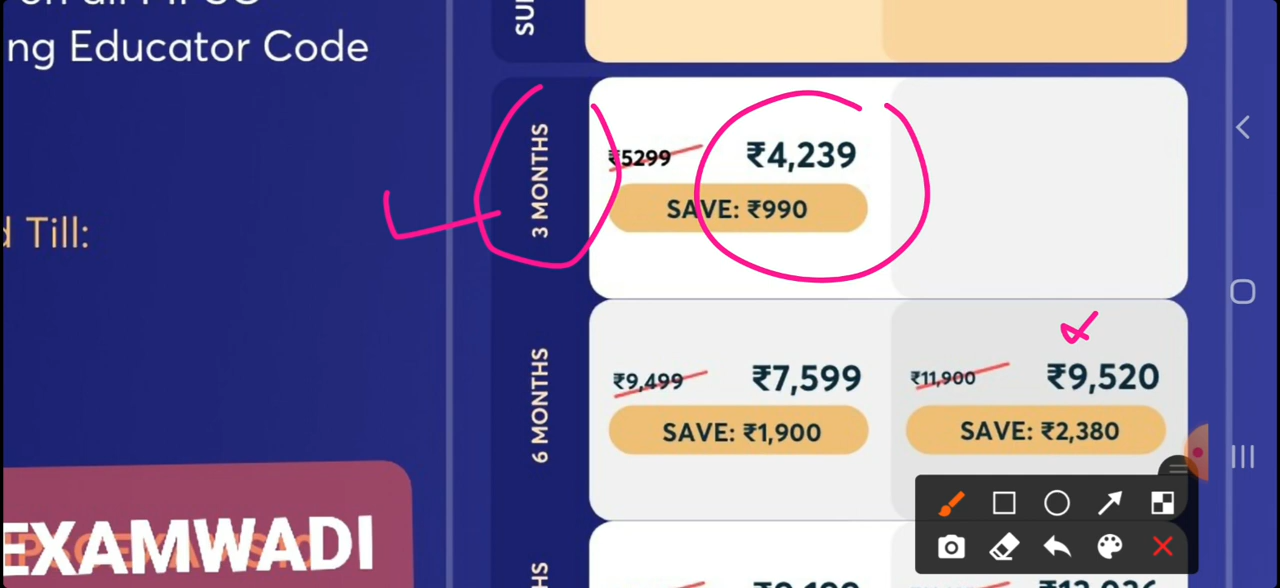 ng Educator Code
Till:
EXAMWADI
3 MONTHS
₹5299 ₹4,239
SAVE: ₹990
6 MONTHS
₹9,499 ₹7,599
SAVE: ₹1,900
₹11,900 ₹9,520
SAVE: ₹2,380